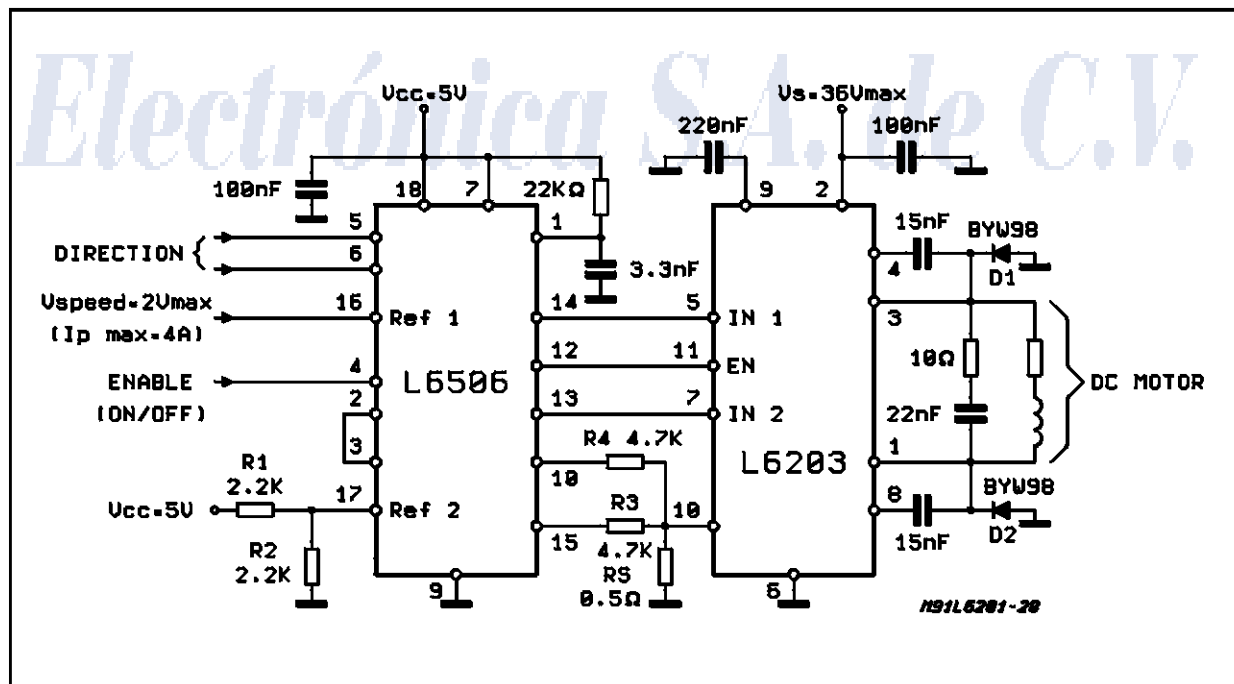 Electrónica S.A. de C.V.
Vcc=5V
Vs=36Vmax
220nF
100nF
100nF
18
7
22KΩ
9
2
15nF
BYW98
5
1
DIRECTION
6
3.3nF
4
D1
Vspeed=2Vmax
(Ip max=4A)
16
Ref 1
14
5
IN 1
3
12
11
EN
10Ω
ENABLE
(ON/OFF)
4
L6506
DC MOTOR
2
13
7
IN 2
22nF
3
R4 4.7K
L6203
1
R1
2.2K
10
Vcc=5V
17
Ref 2
R3
10
8
BYW98
15
4.7K
15nF
D2
R2
2.2K
9
RS
0.5Ω
6
M91L6201-20